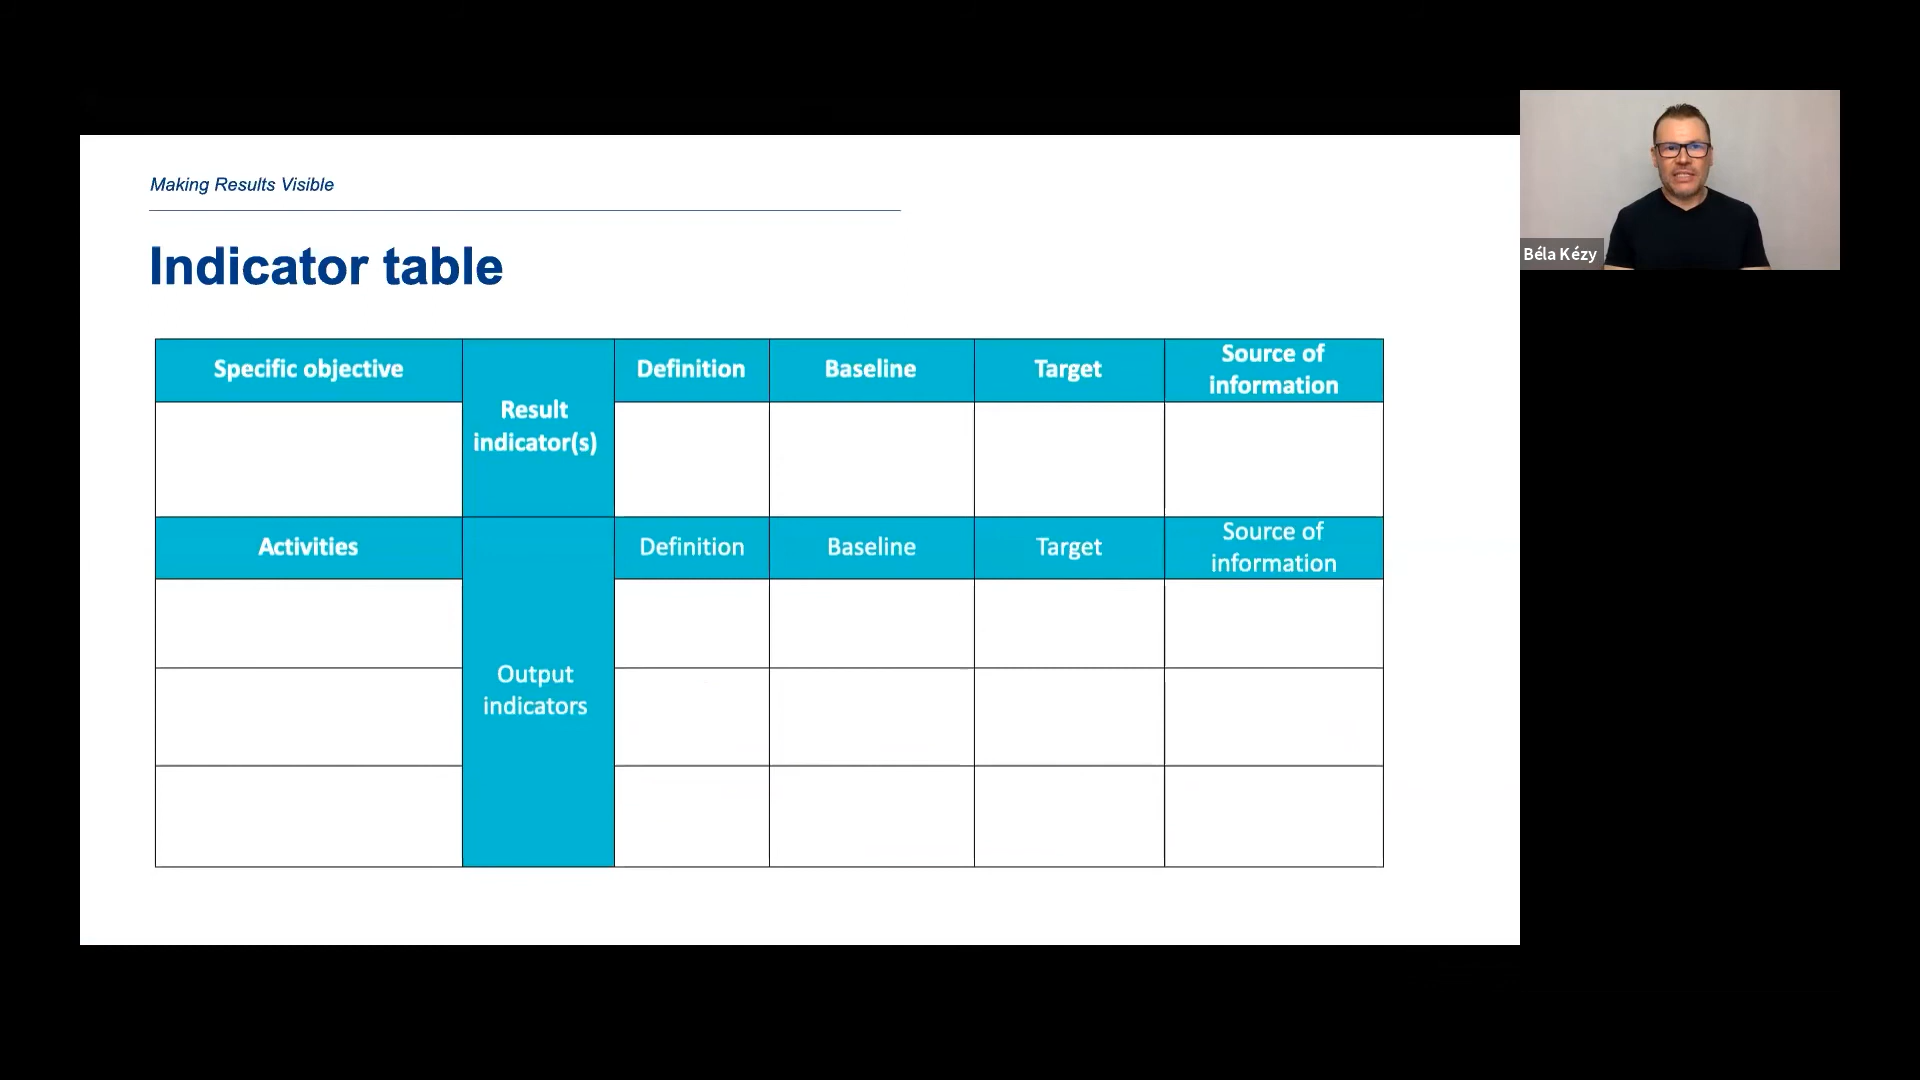 Making Results Visible
Béla Kézy
Indicator table
Specific objective
Result
indicator(s)
Definition
Baseline
Target
Source of
information
Activities
Output
indicators
Definition
Baseline
Target
Source of
information